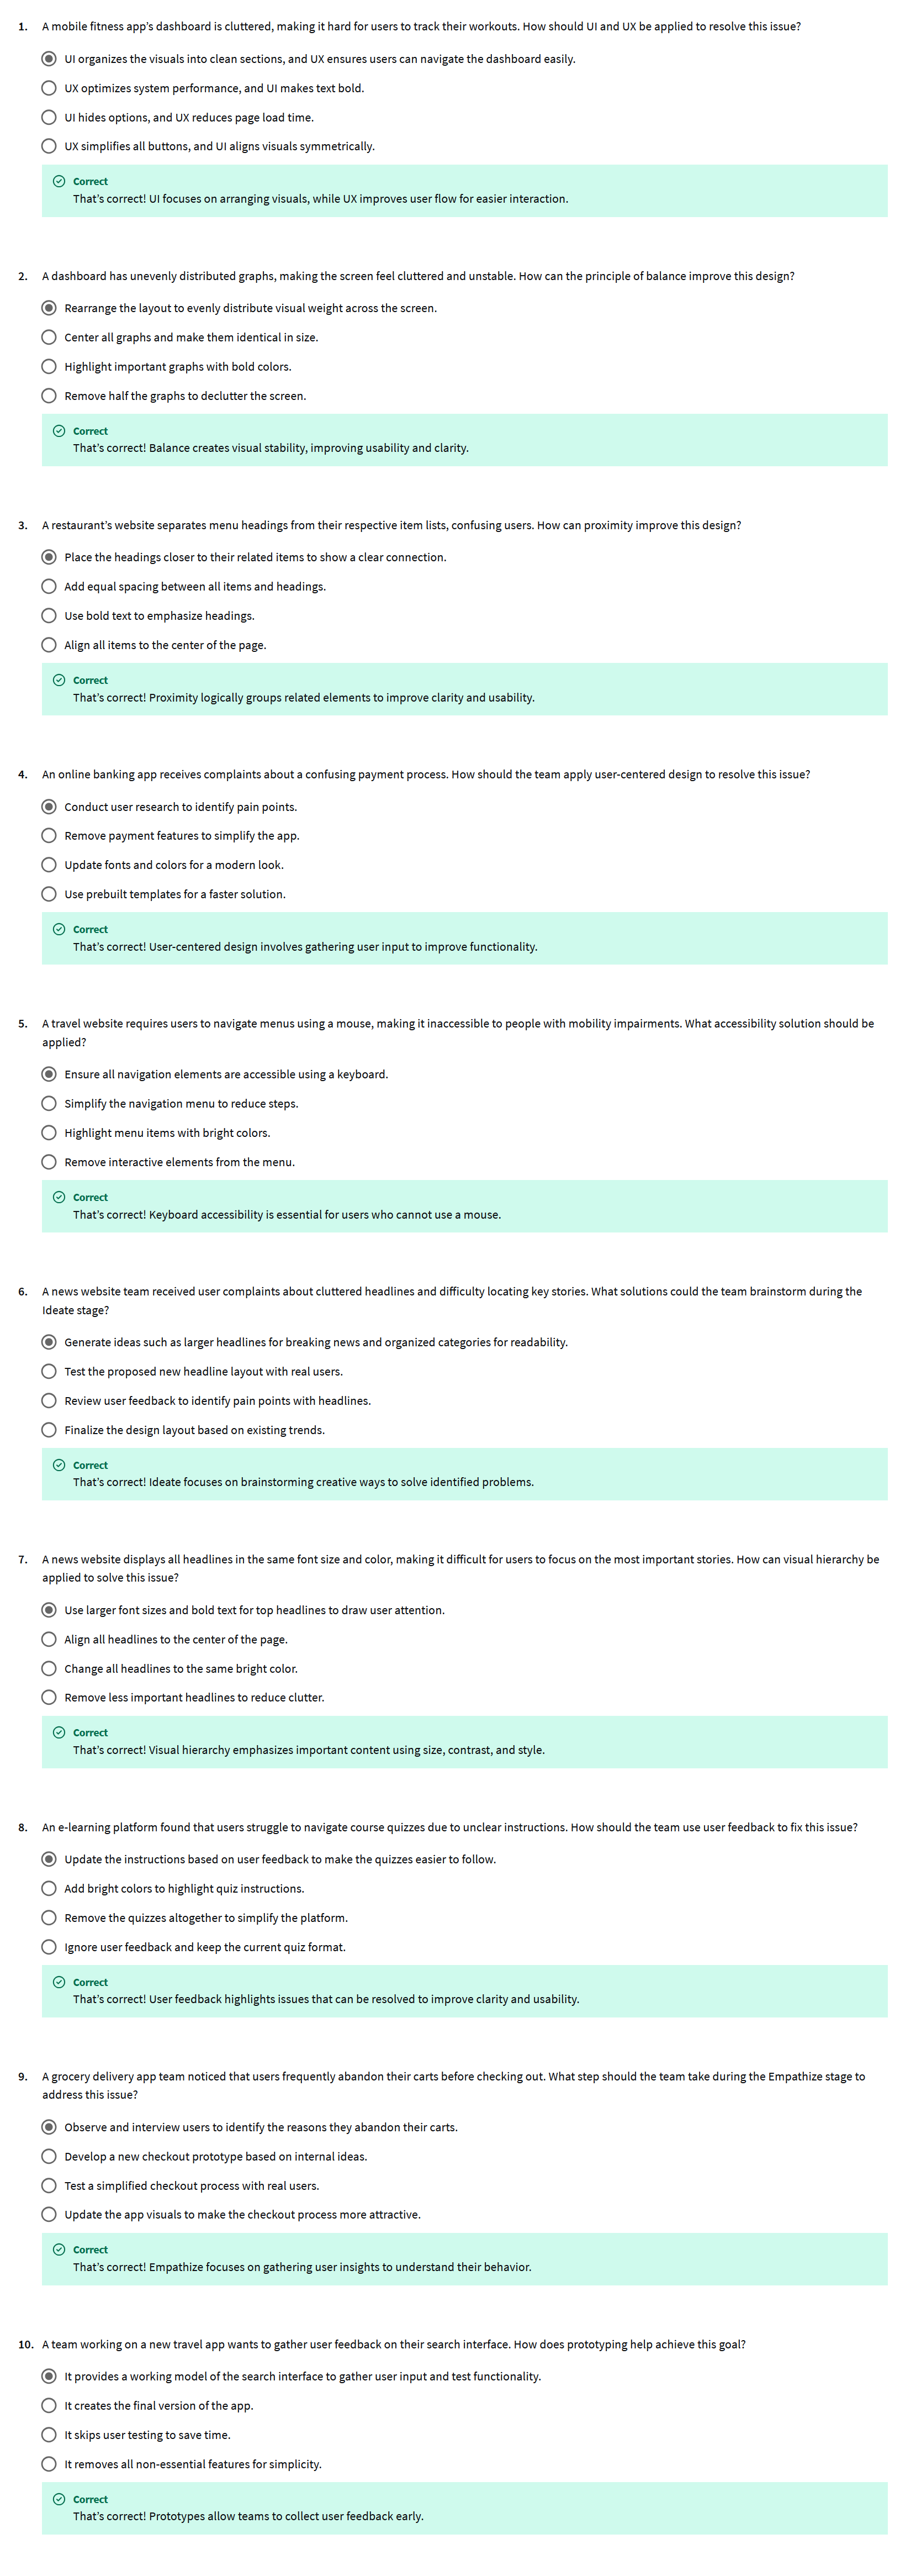 1. A mobile fitness app's dashboard is cluttered, making it hard for users to track their workouts. How should UI and UX be applied to resolve this issue?
UI organizes the visuals into clean sections, and UX ensures users can navigate the dashboard easily.
UX optimizes system performance, and UI makes text bold.
UI hides options, and UX reduces page load time.
UX simplifies all buttons, and UI aligns visuals symmetrically.
Correct
That's correct! UI focuses on arranging visuals, while UX improves user flow for easier interaction.
2. A dashboard has unevenly distributed graphs, making the screen feel cluttered and unstable. How can the principle of balance improve this design?
Rearrange the layout to evenly distribute visual weight across the screen.
Center all graphs and make them identical in size.
Highlight important graphs with bold colors.
Remove half the graphs to declutter the screen.
Correct
That's correct! Balance creates visual stability, improving usability and clarity.
3. A restaurant's website separates menu headings from their respective item lists, confusing users. How can proximity improve this design?
Place the headings closer to their related items to show a clear connection.
Add equal spacing between all items and headings.
Use bold text to emphasize headings.
Align all items to the center of the page.
Correct
That's correct! Proximity logically groups related elements to improve clarity and usability.
4. An online banking app receives complaints about a confusing payment process. How should the team apply user-centered design to resolve this issue?
Conduct user research to identify pain points.
Remove payment features to simplify the app.
Update fonts and colors for a modern look.
Use prebuilt templates for a faster solution.
Correct
That's correct! User-centered design involves gathering user input to improve functionality.
5. A travel website requires users to navigate menus using a mouse, making it inaccessible to people with mobility impairments. What accessibility solution should be
applied?
Ensure all navigation elements are accessible using a keyboard.
Simplify the navigation menu to reduce steps.
Highlight menu items with bright colors.
Remove interactive elements from the menu.
Correct
That's correct! Keyboard accessibility is essential for users who cannot use a mouse.
6. A news website team received user complaints about cluttered headlines and difficulty locating key stories. What solutions could the team brainstorm during the
Ideate stage?
Generate ideas such as larger headlines for breaking news and organized categories for readability.
Test the proposed new headline layout with real users.
Review user feedback to identify pain points with headlines.
Finalize the design layout based on existing trends.
Correct
That's correct! Ideate focuses on brainstorming creative ways to solve identified problems.
7. A news website displays all headlines in the same font size and color, making it difficult for users to focus on the most important stories. How can visual hierarchy be
applied to solve this issue?
Use larger font sizes and bold text for top headlines to draw user attention.
Align all headlines to the center of the page.
Change all headlines to the same bright color.
Remove less important headlines to reduce clutter.
Correct
That's correct! Visual hierarchy emphasizes important content using size, contrast, and style.
8. An e-learning platform found that users struggle to navigate course quizzes due to unclear instructions. How should the team use user feedback to fix this issue?
Update the instructions based on user feedback to make the quizzes easier to follow.
Add bright colors to highlight quiz instructions.
Remove the quizzes altogether to simplify the platform.
Ignore user feedback and keep the current quiz format.
Correct
That's correct! User feedback highlights issues that can be resolved to improve clarity and usability.
9. A grocery delivery app team noticed that users frequently abandon their carts before checking out. What step should the team take during the Empathize stage to
address this issue?
Observe and interview users to identify the reasons they abandon their carts.
Develop a new checkout prototype based on internal ideas.
Test a simplified checkout process with real users.
Update the app visuals to make the checkout process more attractive.
Correct
That's correct! Empathize focuses on gathering user insights to understand their behavior.
10. A team working on a new travel app wants to gather user feedback on their search interface. How does prototyping help achieve this goal?
It provides a working model of the search interface to gather user input and test functionality.
It creates the final version of the app.
It skips user testing to save time.
It removes all non-essential features for simplicity.
Correct
That's correct! Prototypes allow teams to collect user feedback early.